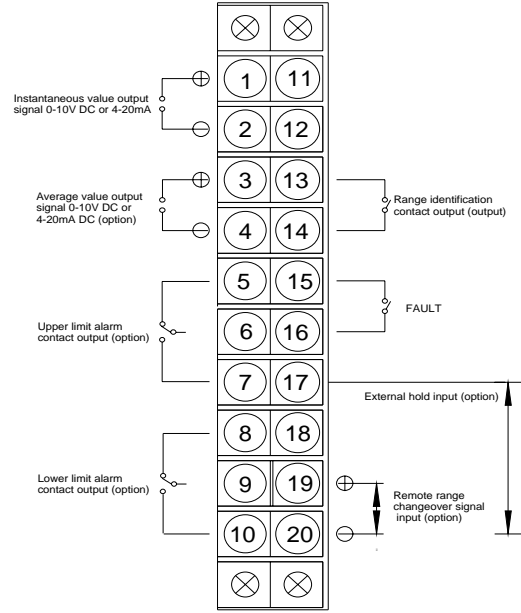 1 11
Instantaneous value output
signal 0-10V DC or 4-20mA
2 12
3 13
Average value output
signal 0-10V DC or
4-20mA DC (option)
Range identification
contact output (output)
4 14
5 15
FAULT
Upper limit alarm
contact output (option)
6 16
7 17
External hold input (option)
8 18
Lower limit alarm
contact output (option)
9 19
Remote range
changeover signal
input (option)
10 20